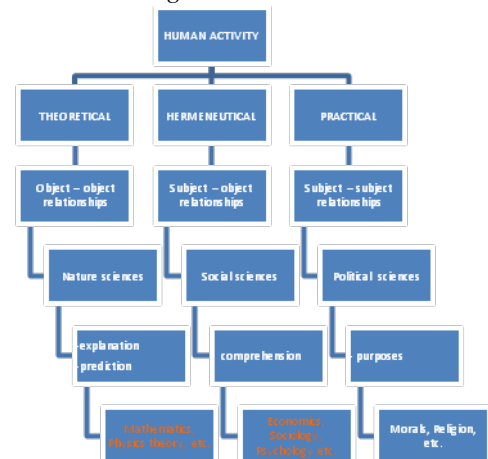 HUMAN ACTIVITY
THEORETICAL
HERMENEUTICAL
PRACTICAL
Object – object
relationships
Subject – object
relationships
Subject – subject
relationships
Nature sciences
Social sciences
Political sciences
-explanation
-prediction
comprehension
- purposes
Mathematics,
Physics theory, etc.
Economics
Sociology
Psychology, etc.
Morals, Religion,
etc.